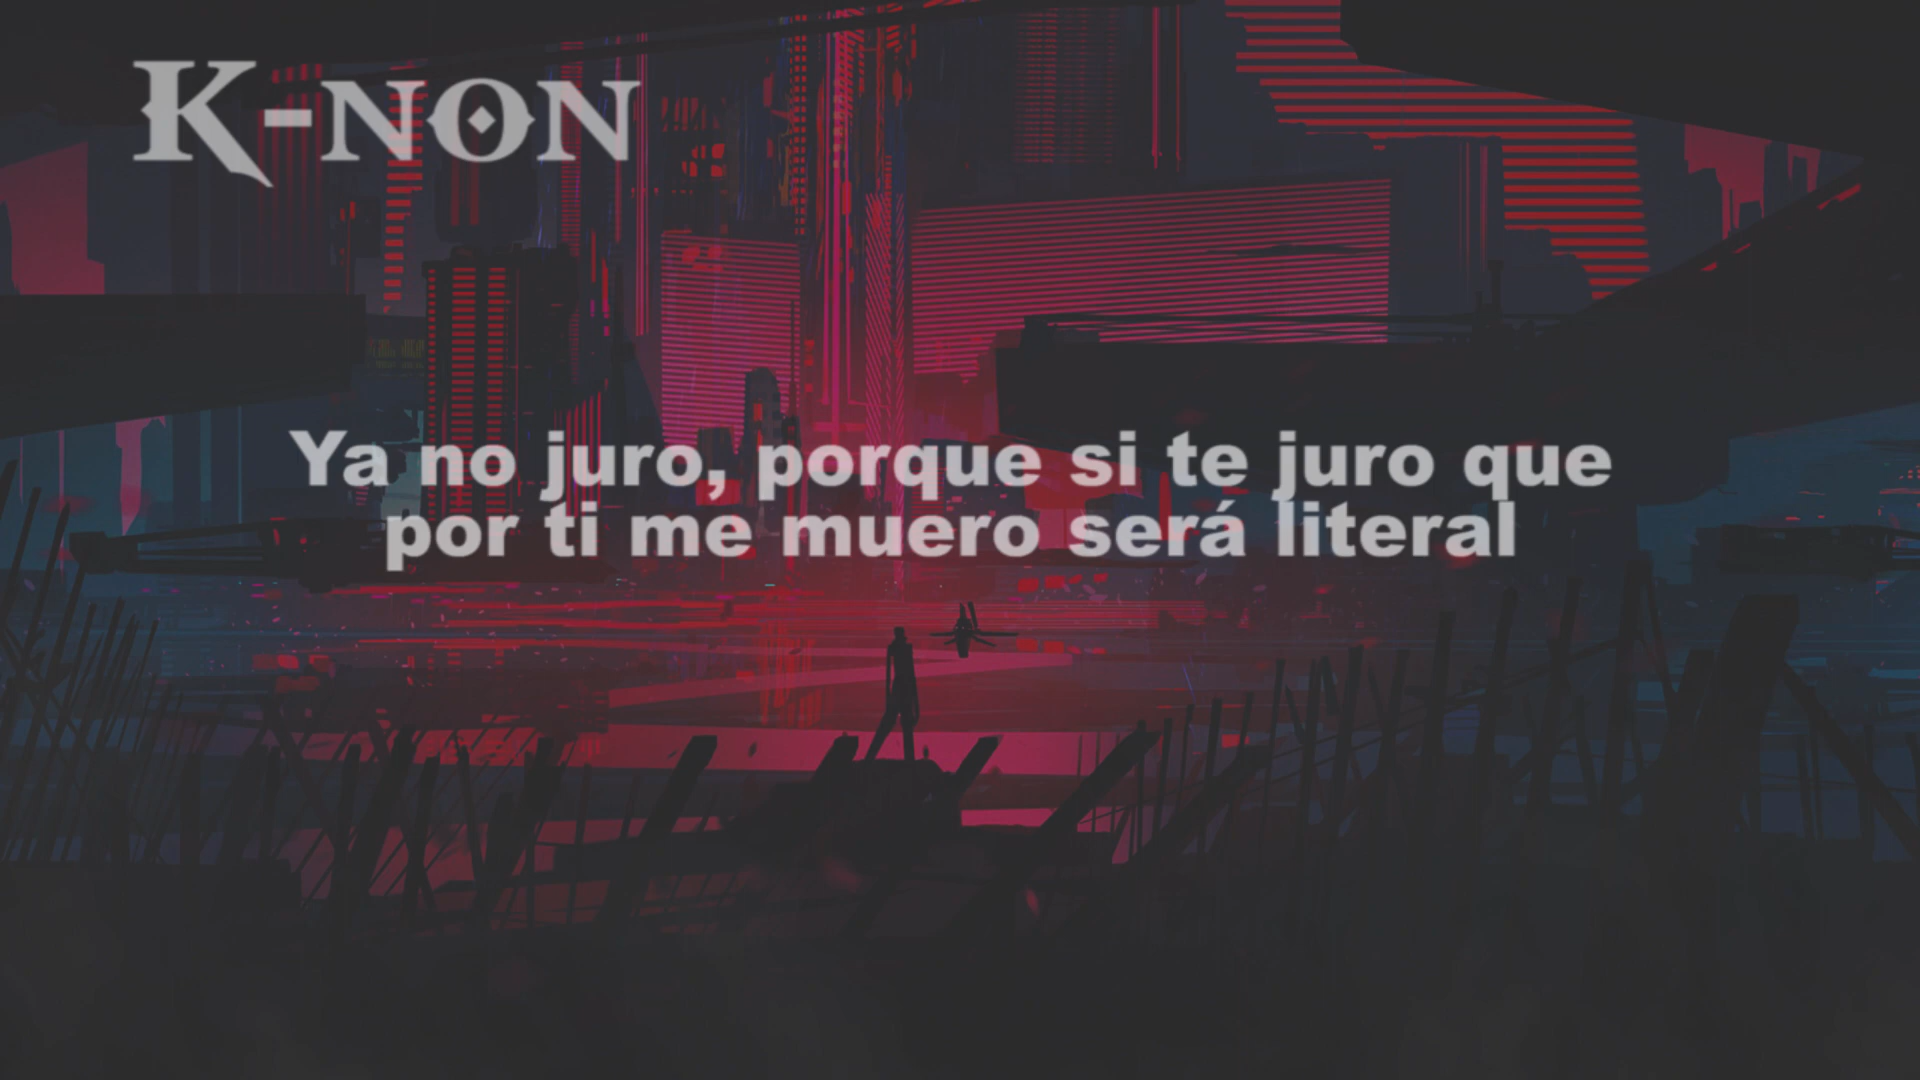 K-NON
Ya no juro, porque si te juro que
por ti me muero será literal